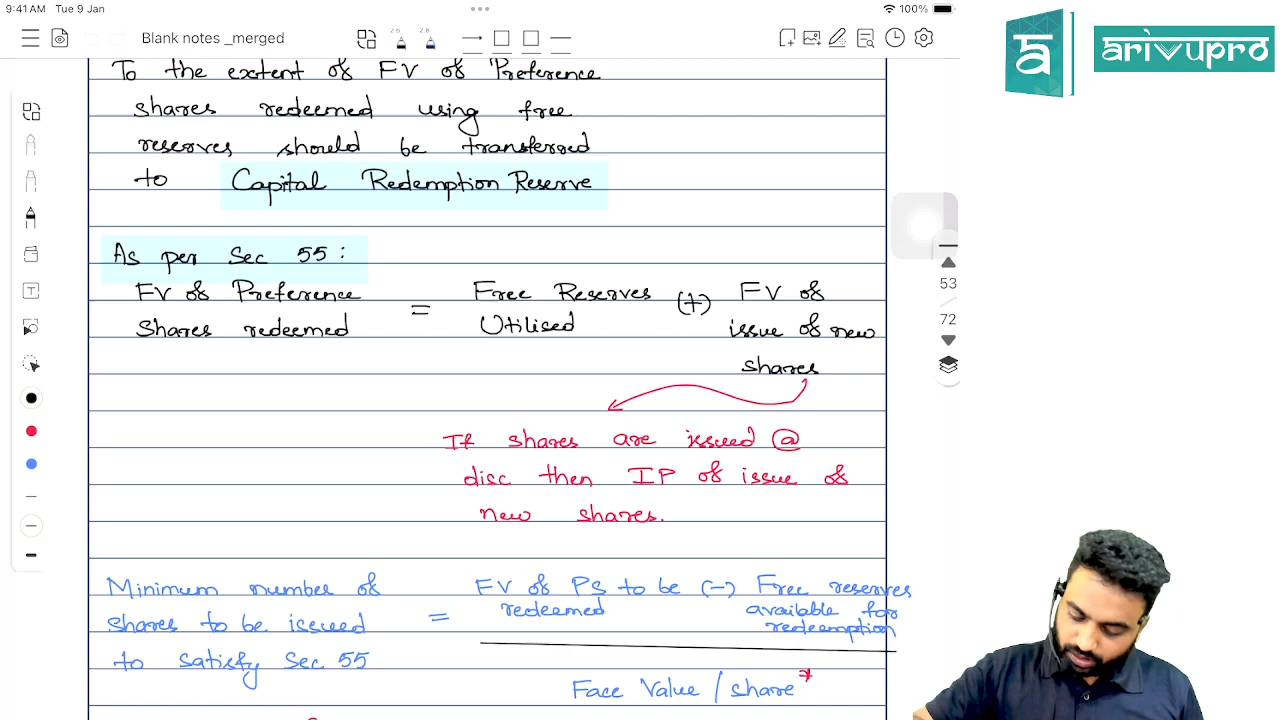 9:41 AM Tue 9 Jan
100%
Blank notes _merged
2.6
2.8
arivupro
a
To the extent of FV of Preference
shares redeemed using free
reserves should be transferred
to Capital Redemption Reserve
As per Sec 55:
FV of Preference = Free Reserves (+) FV of
Shares redeemed Utilised issue of new
shares
If shares are issued @
disc then IP of issue of
new shares.
53
72
Minimum number of FV of PS to be (-) Free reserves
shares to be issued = redeemed available for
redemption
to satisfy Sec 55
Face Value / share *